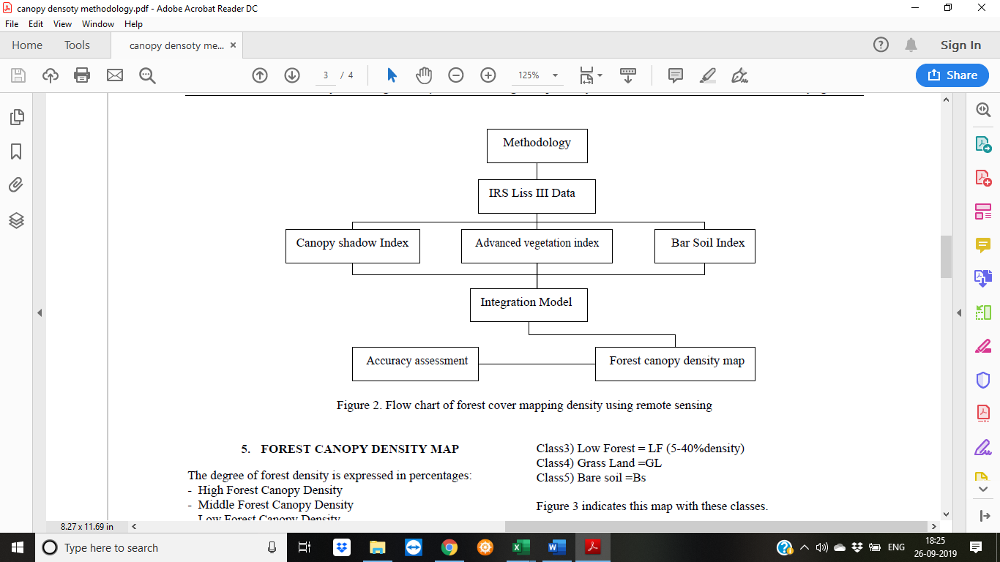 canopy densoty methodology.pdf - Adobe Acrobat Reader DC
File Edit View Window Help
Home Tools canopy densoty me... Sign In
3 / 4 125% Share
Methodology
IRS Liss III Data
Canopy shadow Index Advanced vegetation index Bar Soil Index
Integration Model
Accuracy assessment Forest canopy density map
Figure 2. Flow chart of forest cover mapping density using remote sensing
5. FOREST CANOPY DENSITY MAP
The degree of forest density is expressed in percentages:
- High Forest Canopy Density
- Middle Forest Canopy Density
Low Forest Canopy Density
Class3) Low Forest = LF (5-40%density)
Class4) Grass Land =GL
Class5) Bare soil =Bs
Figure 3 indicates this map with these classes.
8.27 x 11.69 in
Type here to search
ENG
18:25
26-09-2019